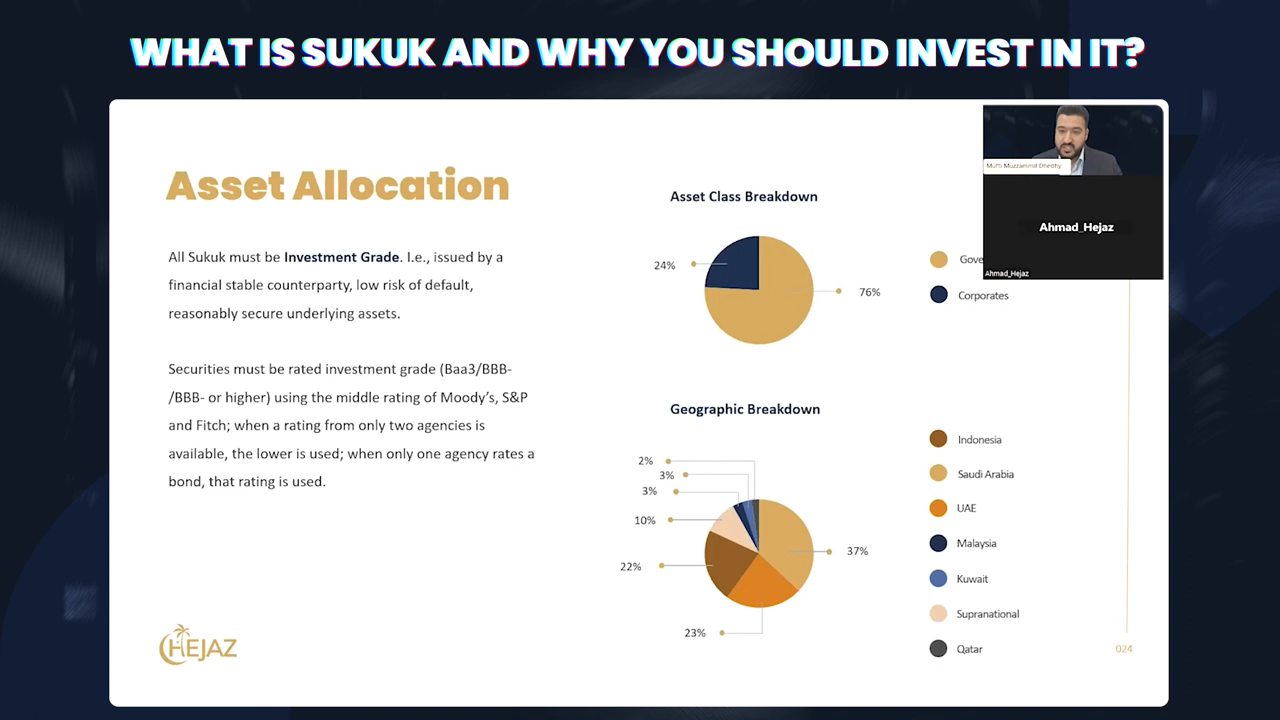 WHAT IS SUKUK AND WHY YOU SHOULD INVEST IN IT?
Asset Allocation
All Sukuk must be Investment Grade. I.e., issued by a
financial stable counterparty, low risk of default,
reasonably secure underlying assets.
Securities must be rated investment grade (Baa3/BBB-
/BBB- or higher) using the middle rating of Moody's, S&P
and Fitch; when a rating from only two agencies is
available, the lower is used; when only one agency rates a
bond, that rating is used.
HEJAZ
Asset Class Breakdown
24%
76%
Gove
Corporates
Geographic Breakdown
2%
3%
3%
10%
22%
23%
37%
Indonesia
Saudi Arabia
UAE
Malaysia
Kuwait
Supranational
Qatar
024
Mufti Muzzammil Dhedhy
Ahmad_Hejaz
Ahmad_Hejaz